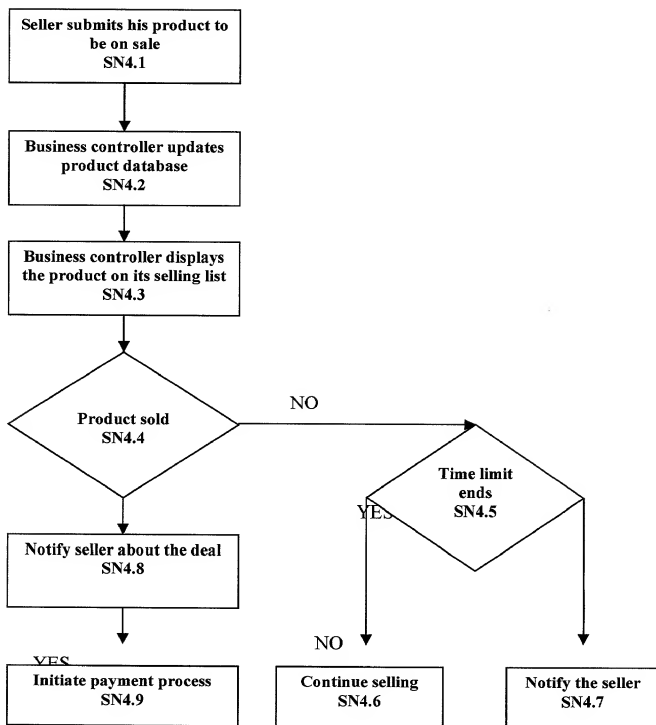 Seller submits his product to
be on sale
SN4.1
Business controller updates
product database
SN4.2
Business controller displays
the product on its selling list
SN4.3
Product sold
SN4.4
NO
Time limit
ends
SN4.5
YES
Notify seller about the deal
SN4.8
NO
YES
Initiate payment process
SN4.9
Continue selling
SN4.6
Notify the seller
SN4.7